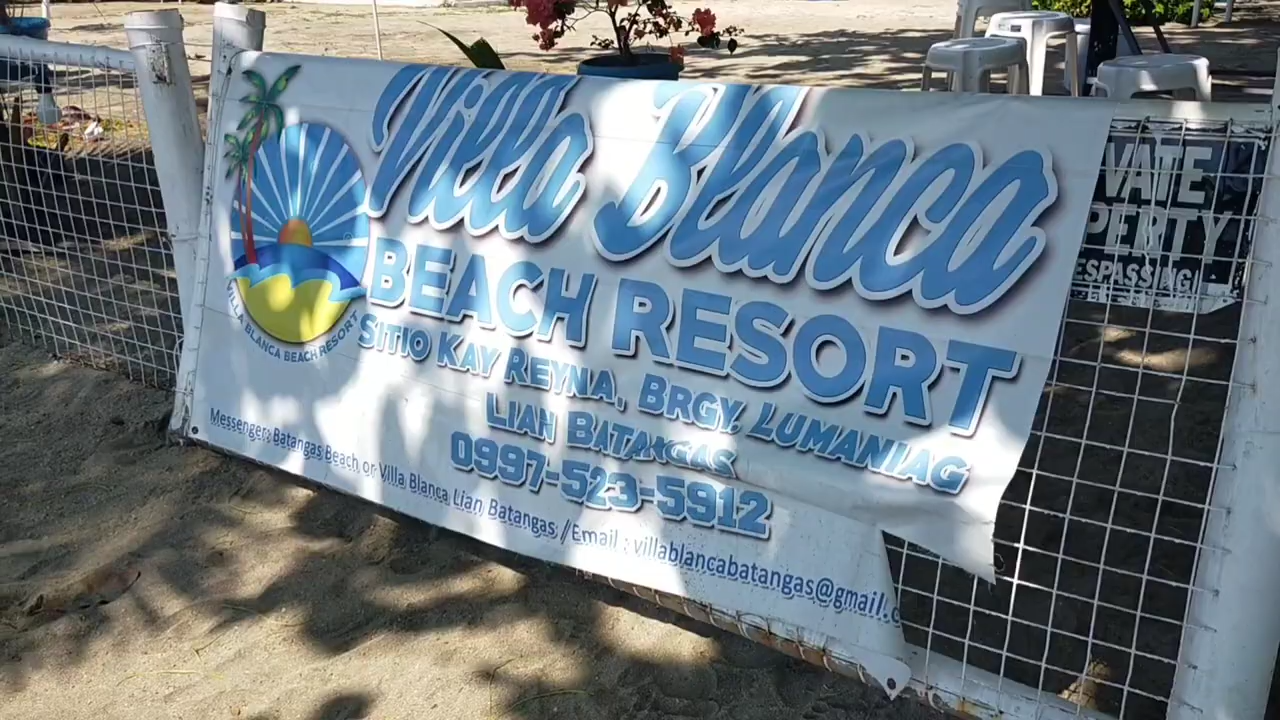 Villa Blanca
BEACH RESORT
SITIO KAY REYNA, BRGY. LUMANIAG
LIAN BATANGAS
0997-523-5912
Messenger: Batangas Beach or Villa Blanca Lian Batangas / Email : villablancabatangas@gmail.c
VILLA BLANCA BEACH RESORT
VATE
PERTY
ESPASSING